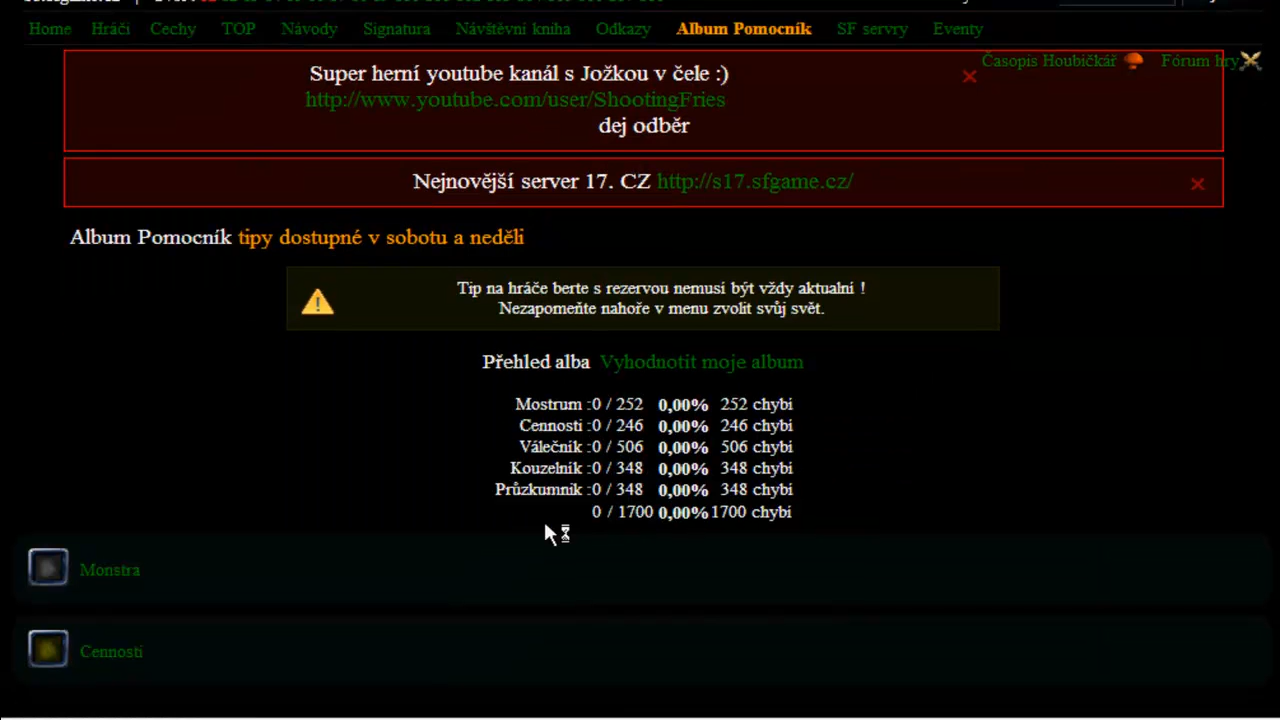 Home Hráči Cechy TOP Návody Signatura Návštěvní kniha Odkazy Album Pomocník SF servry Eventy
Časopis Houbičkář Fórum hry
Super herní youtube kanál s Jožkou v čele :)
http://www.youtube.com/user/ShootingFries
dej odběr
Nejnovější server 17. CZ http://s17.sfgame.cz/
Album Pomocník tipy dostupné v sobotu a neděli
Tip na hráče berte s rezervou nemusí být vždy aktualní !
Nezapomeňte nahoře v menu zvolit svůj svět.
Přehled alba Vyhodnotit moje album
Mostrum :0 / 252 0,00% 252 chybí
Cennosti :0 / 246 0,00% 246 chybí
Válečník :0 / 506 0,00% 506 chybí
Kouzelník :0 / 348 0,00% 348 chybí
Průzkumník :0 / 348 0,00% 348 chybí
0 / 1700 0,00% 1700 chybí
Monstra
Cennosti